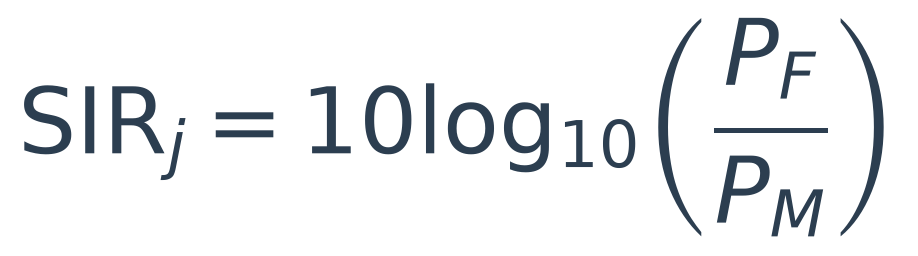 SIR_j = 10log_10(P_F/P_M)